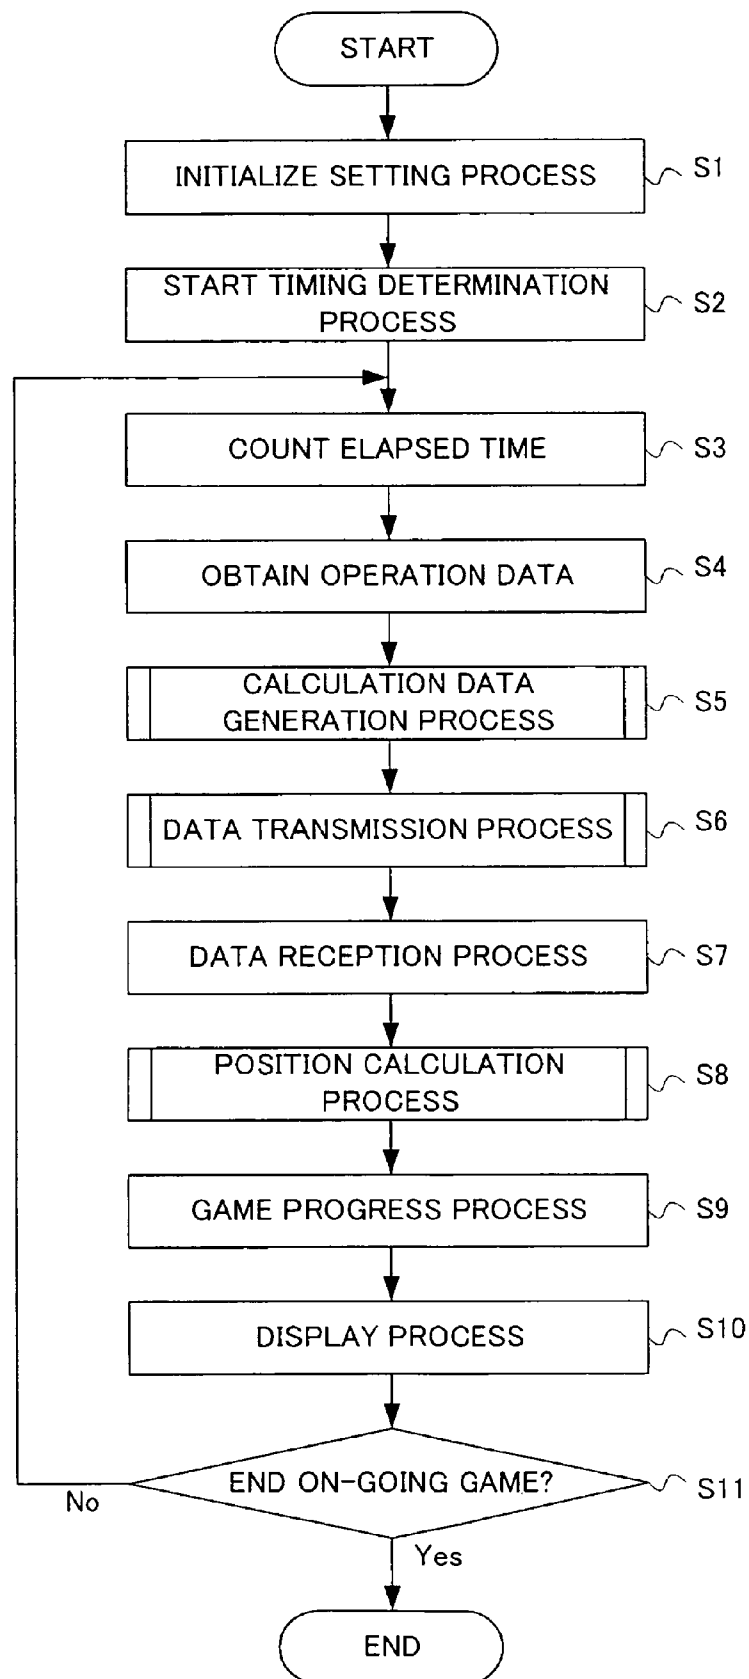 START
INITIALIZE SETTING PROCESS
S1
START TIMING DETERMINATION
PROCESS
S2
COUNT ELAPSED TIME
S3
OBTAIN OPERATION DATA
S4
CALCULATION DATA
GENERATION PROCESS
S5
DATA TRANSMISSION PROCESS
S6
DATA RECEPTION PROCESS
S7
POSITION CALCULATION
PROCESS
S8
GAME PROGRESS PROCESS
S9
DISPLAY PROCESS
S10
END ON-GOING GAME?
S11
No
Yes
END